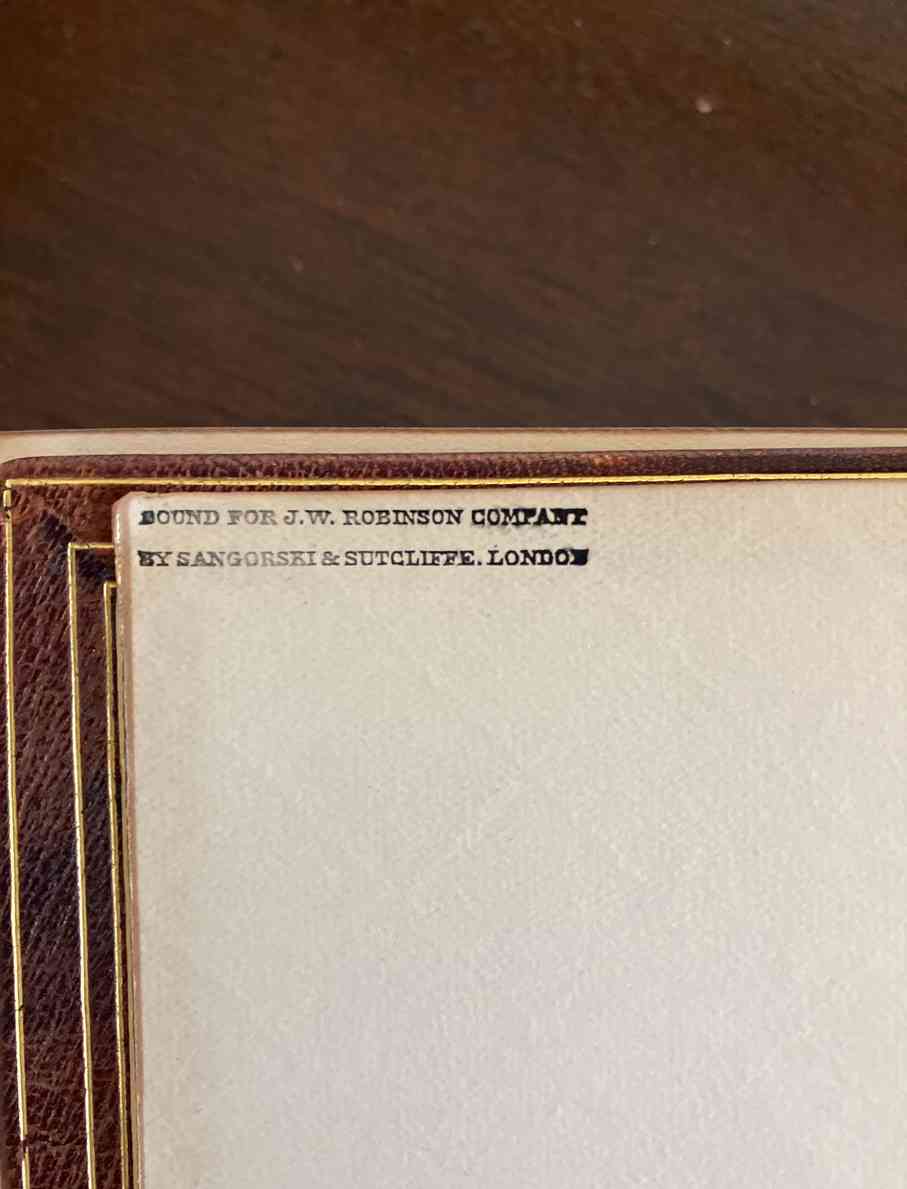 BOUND FOR J.W. ROBINSON COMPANY
BY SANGORSKI & SUTCLIFFE. LONDON